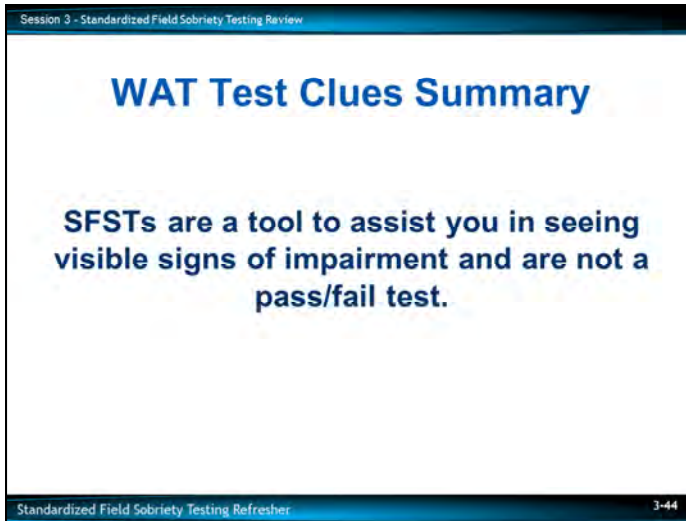 Session 3 - Standardized Field Sobriety Testing Review
WAT Test Clues Summary
SFSTs are a tool to assist you in seeing
visible signs of impairment and are not a
pass/fail test.
Standardized Field Sobriety Testing Refresher
3-44